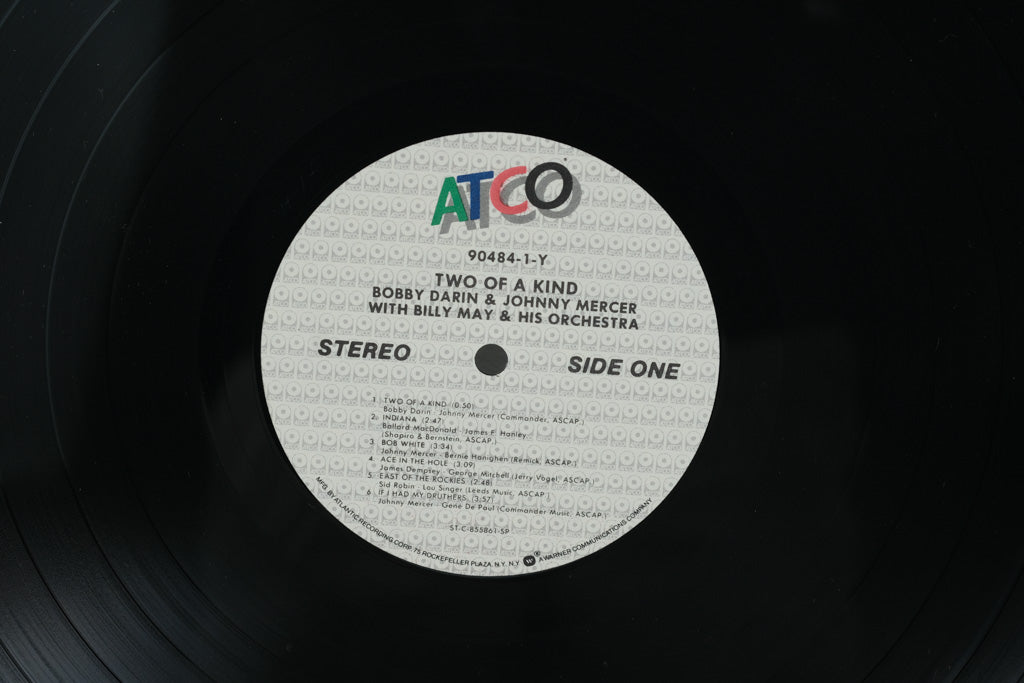 ATCO
90484-1-Y
TWO OF A KIND
BOBBY DARIN & JOHNNY MERCER
WITH BILLY MAY & HIS ORCHESTRA
STEREO
SIDE ONE
1. TWO OF A KIND (0:50)
Bobby Darin - Johnny Mercer (Commander, ASCAP.)
2. INDIANA (2:47)
Ballard MacDonald - James F. Hanley
(Shapiro & Bernstein, ASCAP.)
3. BOB WHITE (3:34)
Johnny Mercer - Bernie Hanighen (Remick, ASCAP.)
4. ACE IN THE HOLE (3:09)
James Dempsey - George Mitchell (Jerry Vogel, ASCAP.)
5. EAST OF THE ROCKIES (2:48)
Sid Robin - Lou Singer (Leeds Music, ASCAP.)
6. IF I HAD MY DRUTHERS (3:57)
Johnny Mercer - Gene De Paul (Commander Music, ASCAP.)
ST-C-855861-SP
MFG. BY ATLANTIC RECORDING CORP. 75 ROCKEFELLER PLAZA, N.Y. N.Y. W ® A WARNER COMMUNICATIONS COMPANY